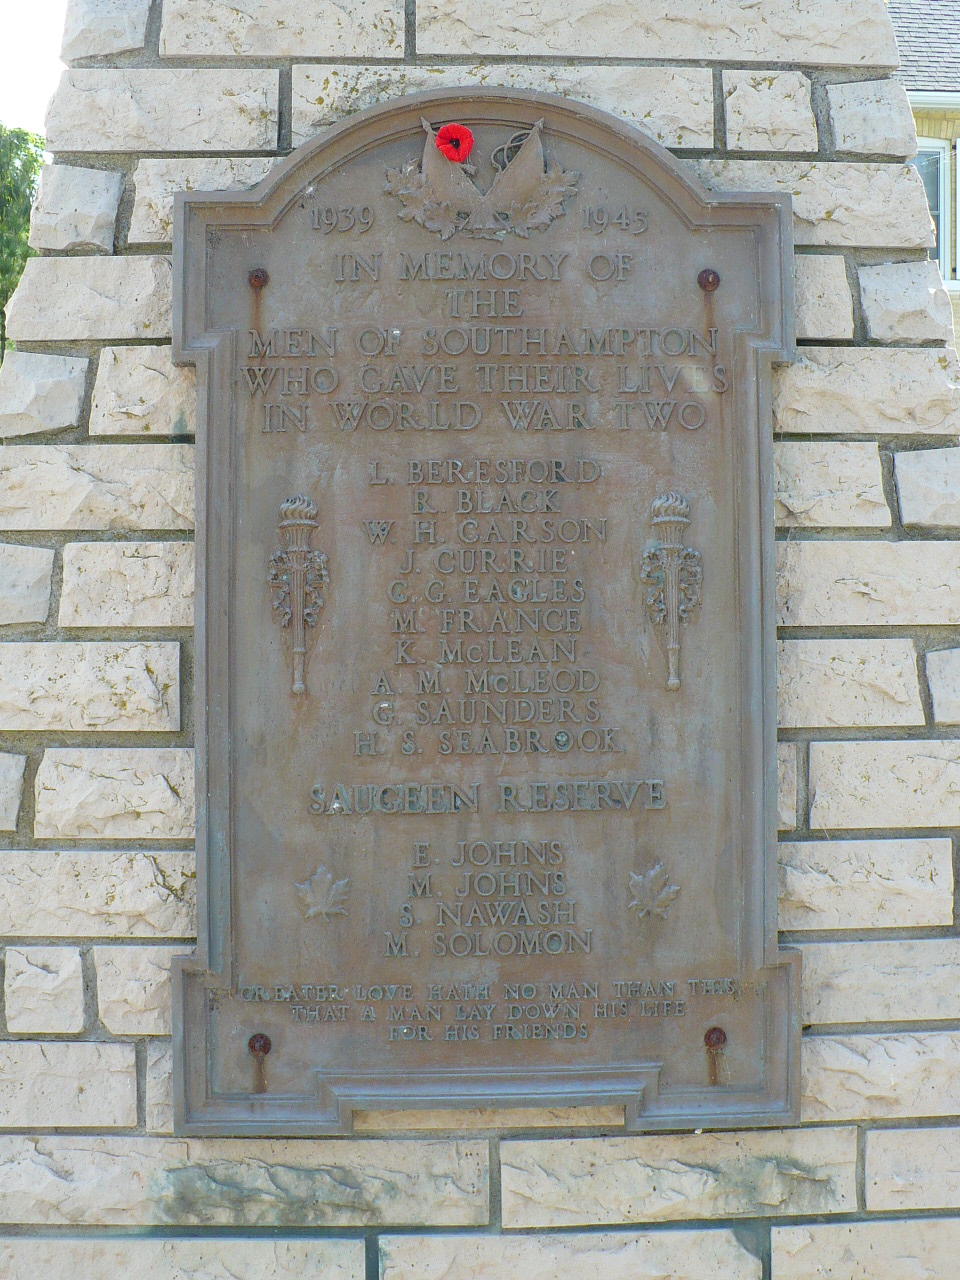 1939 1945
IN MEMORY OF
THE
MEN OF SOUTHAMPTON
WHO GAVE THEIR LIVES
IN WORLD WAR TWO
L. BERESFORD
R. BLACK
W. H. CARSON
J. CURRIE
C. G. EAGLES
M. FRANCE
K. McLEAN
A. M. McLEOD
G. SAUNDERS
H. S. SEABROOK
SAUGEEN RESERVE
E. JOHNS
M. JOHNS
S. NAWASH
M. SOLOMON
GREATER LOVE HATH NO MAN THAN THIS
THAT A MAN LAY DOWN HIS LIFE
FOR HIS FRIENDS